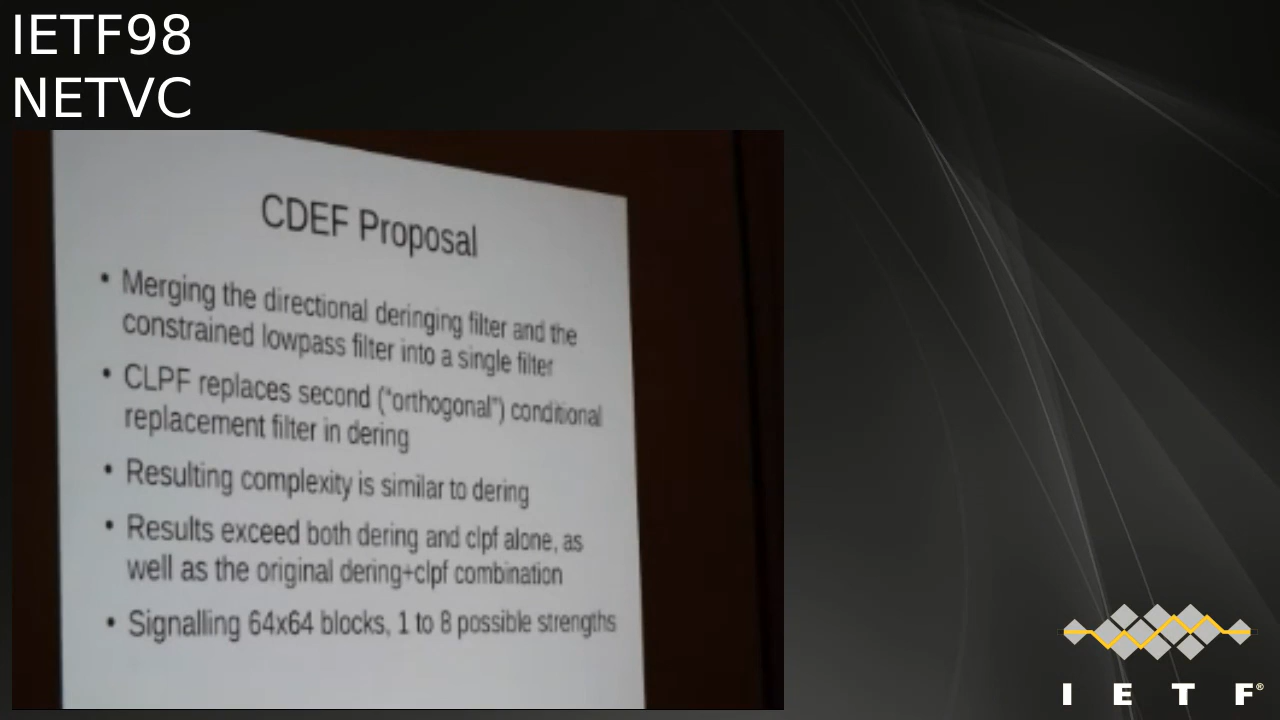 IETF98
NETVC
CDEF Proposal
• Merging the directional deringing filter and the
constrained lowpass filter into a single filter
• CLPF replaces second ("orthogonal") conditional
replacement filter in dering
• Resulting complexity is similar to dering
• Results exceed both dering and clpf alone, as
well as the original dering+clpf combination
• Signalling 64x64 blocks, 1 to 8 possible strengths
I E T F®